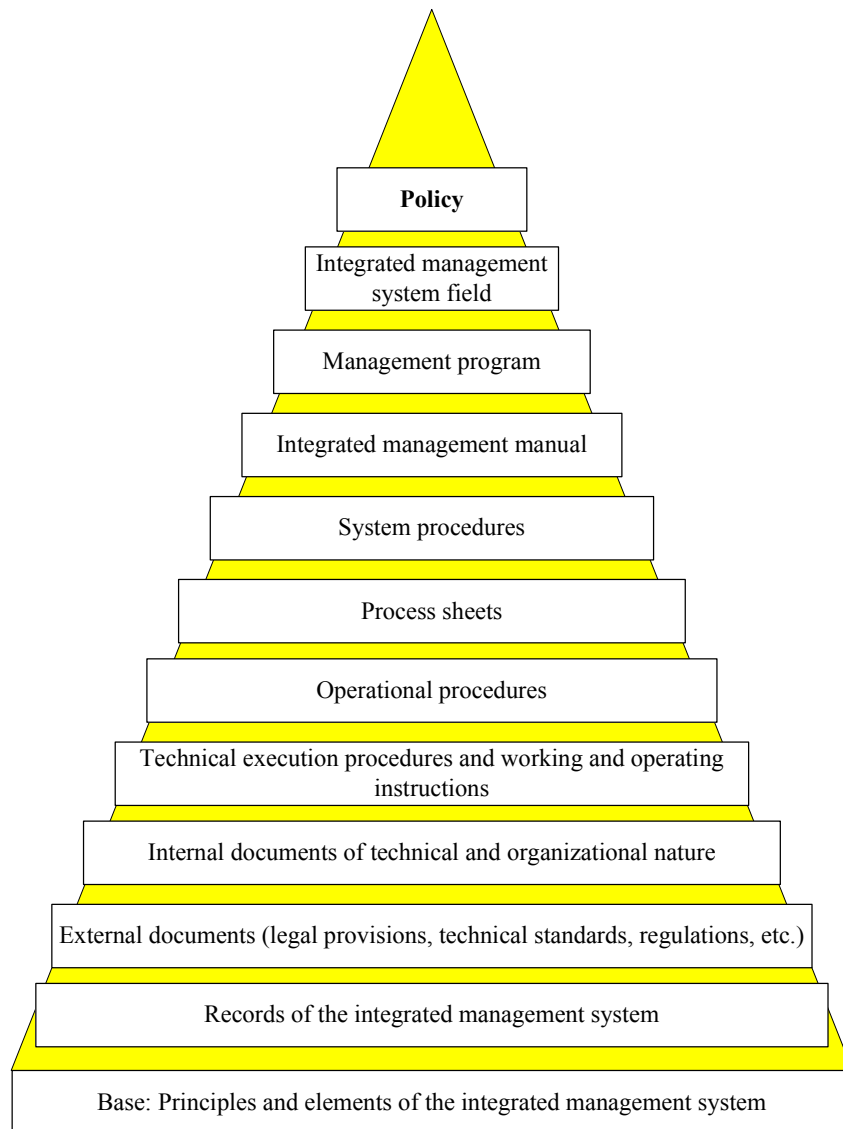 Policy
Integrated management
system field
Management program
Integrated management manual
System procedures
Process sheets
Operational procedures
Technical execution procedures and working and operating
instructions
Internal documents of technical and organizational nature
External documents (legal provisions, technical standards, regulations, etc.)
Records of the integrated management system
Base: Principles and elements of the integrated management system